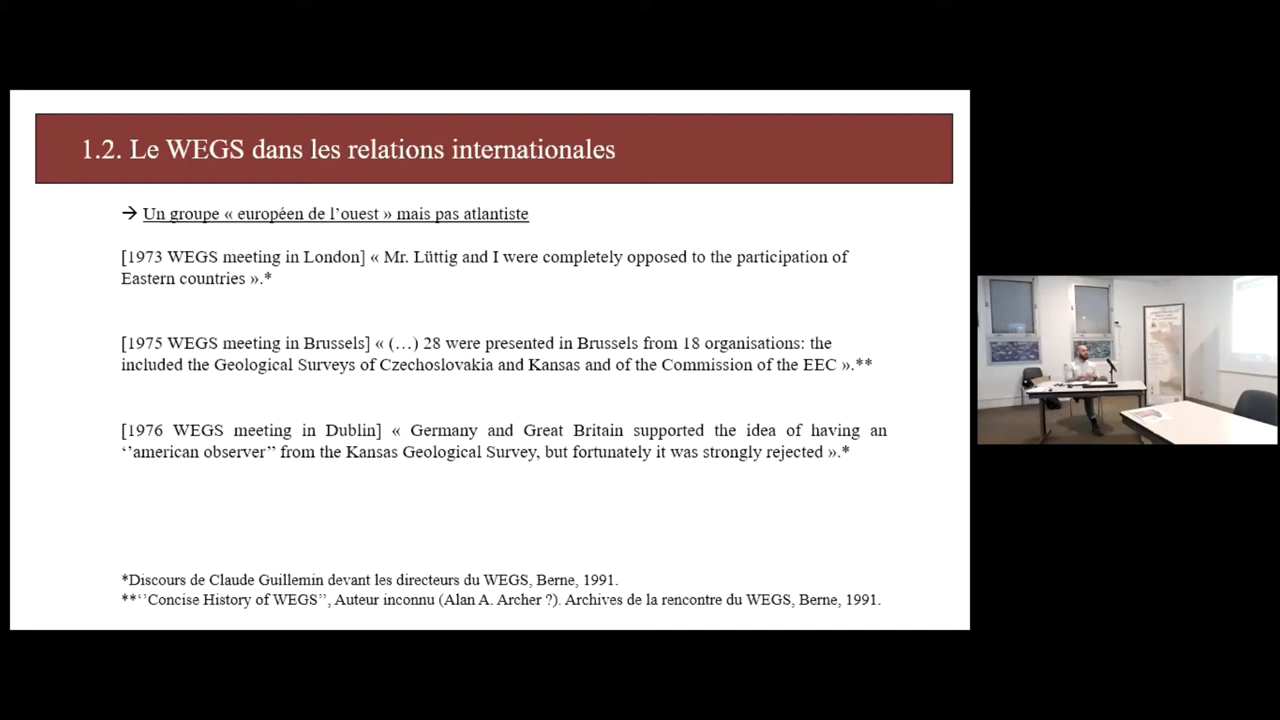 1.2. Le WEGS dans les relations internationales
→ Un groupe « européen de l’ouest » mais pas atlantiste
[1973 WEGS meeting in London] « Mr. Lüttig and I were completely opposed to the participation of
Eastern countries ».*
[1975 WEGS meeting in Brussels] « (…) 28 were presented in Brussels from 18 organisations: the
included the Geological Surveys of Czechoslovakia and Kansas and of the Commission of the EEC ».**
[1976 WEGS meeting in Dublin] « Germany and Great Britain supported the idea of having an
‘’american observer’’ from the Kansas Geological Survey, but fortunately it was strongly rejected ».*
*Discours de Claude Guillemin devant les directeurs du WEGS, Berne, 1991.
**‘’Concise History of WEGS’’, Auteur inconnu (Alan A. Archer ?). Archives de la rencontre du WEGS, Berne, 1991.